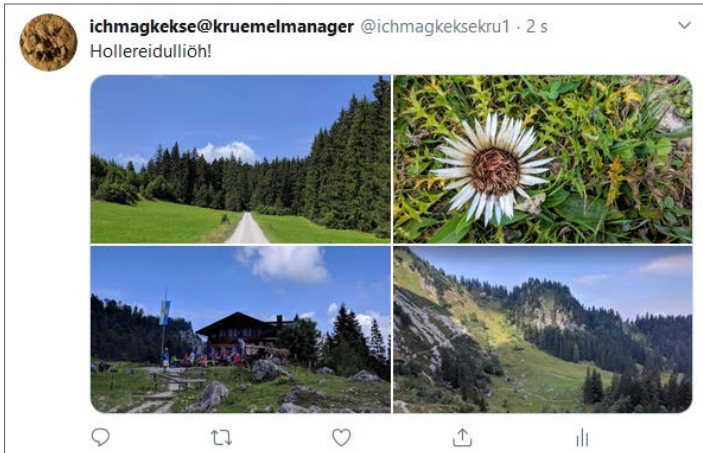 ichmagkekse@kruemelmanager @ichmagkeksekru1 · 2 s
Hollereidulliöh!